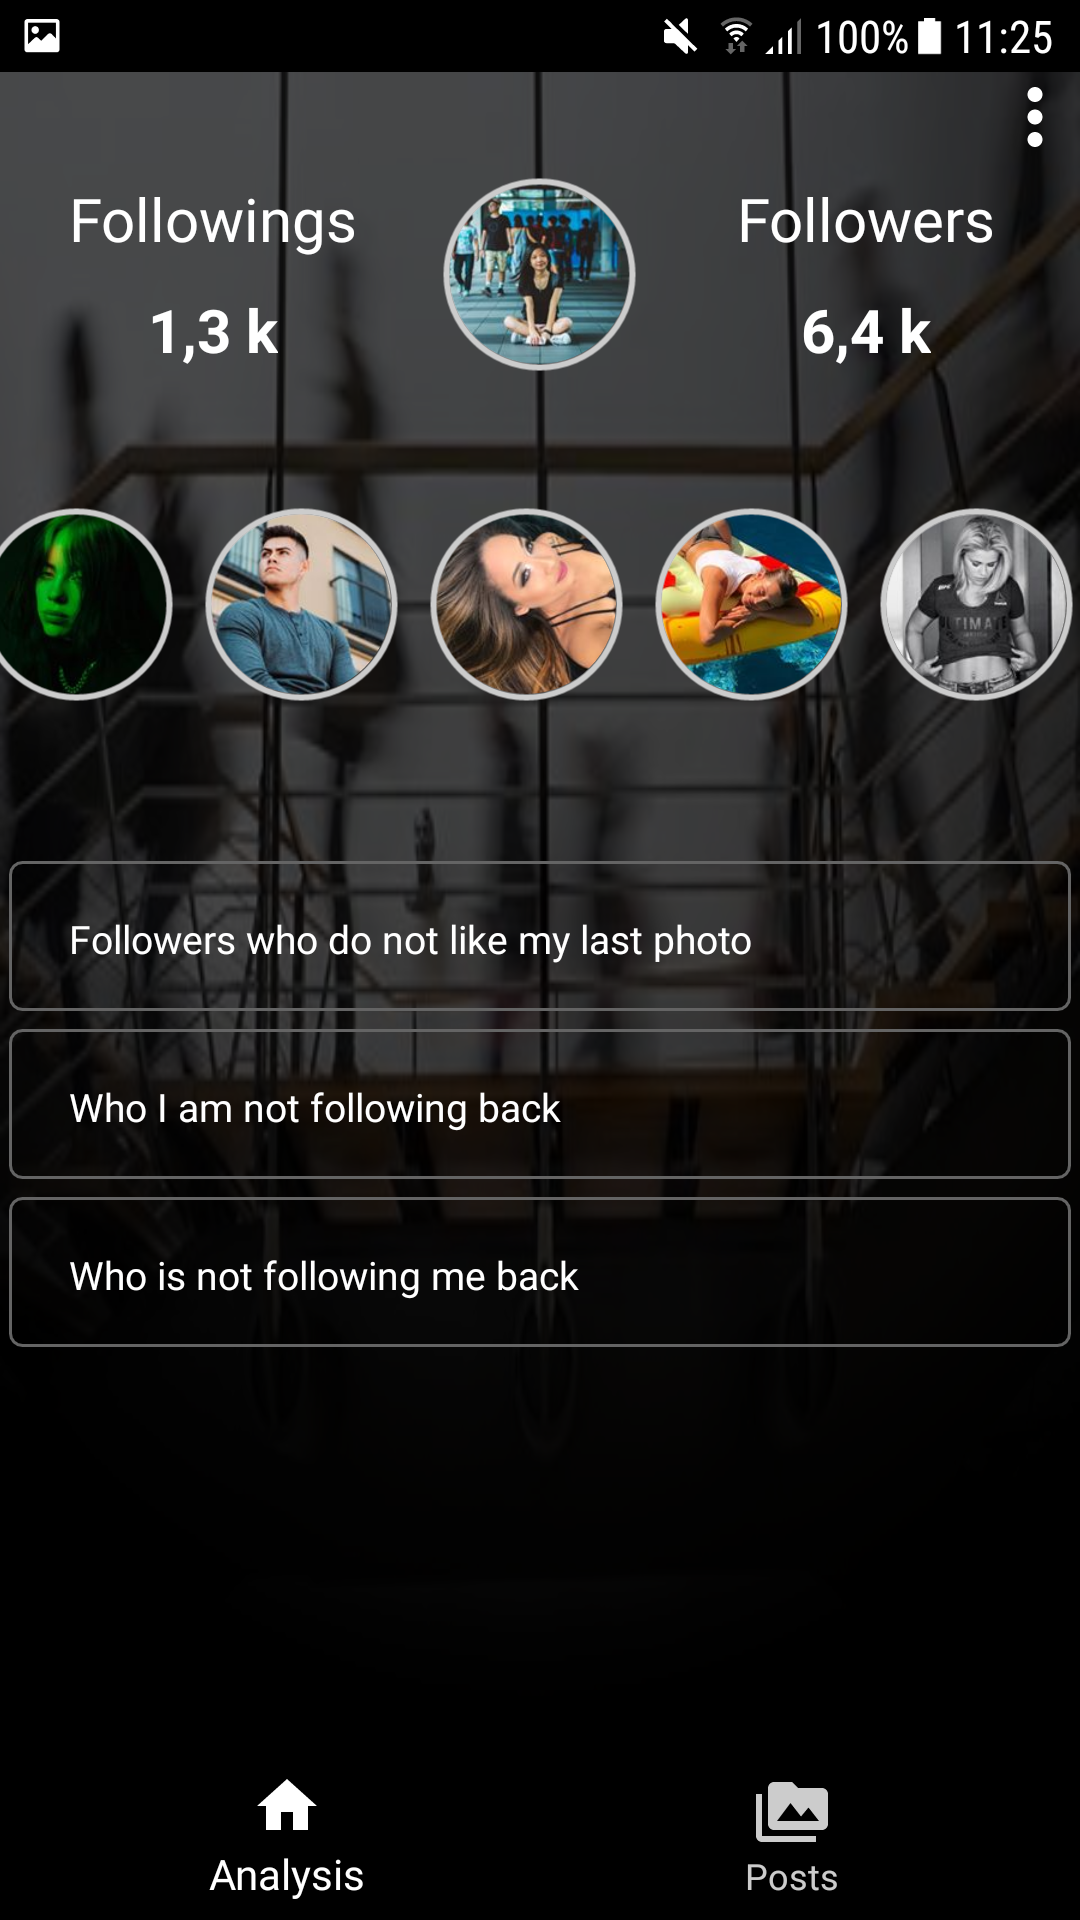 100% 11:25
Followings
Followers
1,3 k
6,4 k
ULTIMATE
Followers who do not like my last photo
Who I am not following back
Who is not following me back
Analysis
Posts